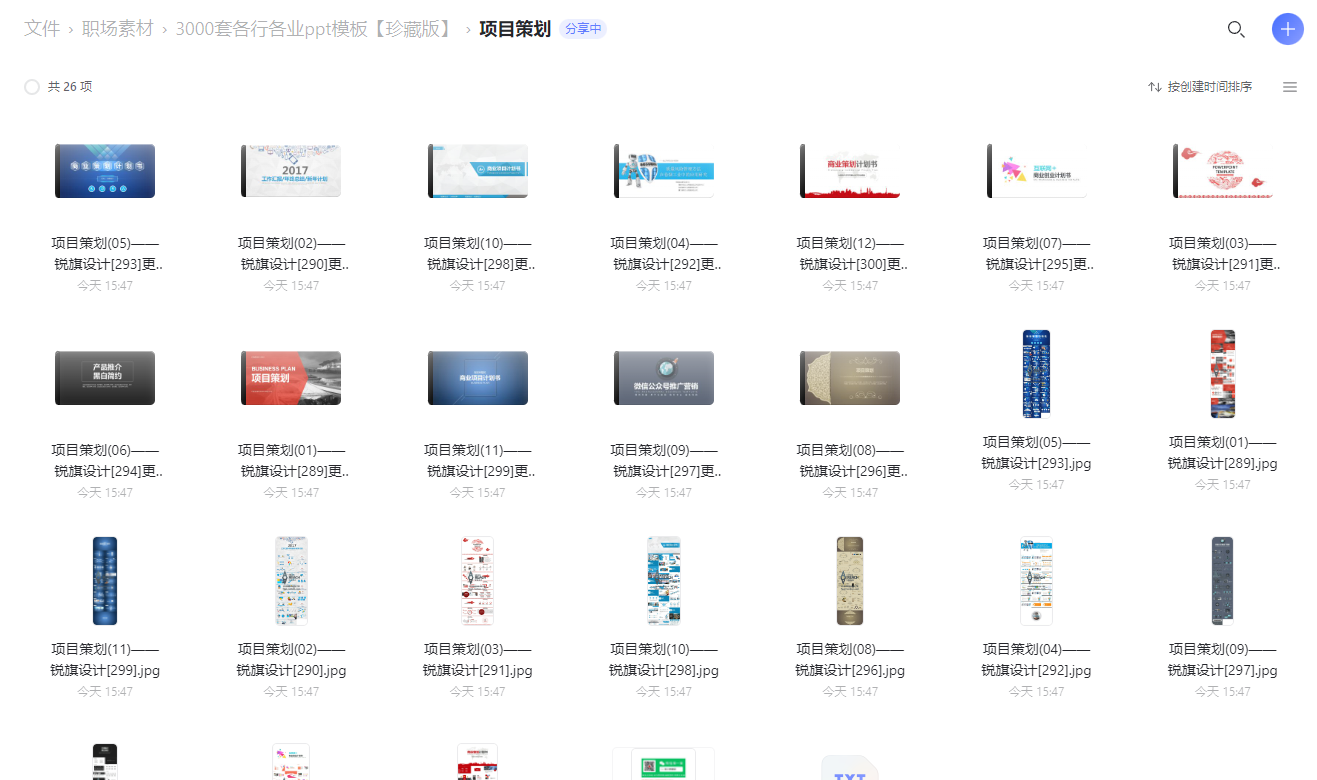 文件 › 职场素材 › 3000套各行各业ppt模板【珍藏版】 › 项目策划 分享中
共 26 项
按创建时间排序
商业策划计划书
2017
工作汇报/年度总结/新年计划
商业项目计划书
商业策划计划书
互联网+
商业创业计划书
POWERPOINT
TEMPLATE
项目策划(05)——
锐旗设计[293]更..
今天 15:47
项目策划(02)——
锐旗设计[290]更..
今天 15:47
项目策划(10)——
锐旗设计[298]更..
今天 15:47
项目策划(04)——
锐旗设计[292]更..
今天 15:47
项目策划(12)——
锐旗设计[300]更..
今天 15:47
项目策划(07)——
锐旗设计[295]更..
今天 15:47
项目策划(03)——
锐旗设计[291]更..
今天 15:47
产品推介
黑白简约
BUSINESS PLAN
项目策划
商业项目计划书
微信公众号推广营销
项目策划(06)——
锐旗设计[294]更..
今天 15:47
项目策划(01)——
锐旗设计[289]更..
今天 15:47
项目策划(11)——
锐旗设计[299]更..
今天 15:47
项目策划(09)——
锐旗设计[297]更..
今天 15:47
项目策划(08)——
锐旗设计[296]更..
今天 15:47
项目策划(05)——
锐旗设计[293].jpg
今天 15:47
项目策划(01)——
锐旗设计[289].jpg
今天 15:47
项目策划(11)——
锐旗设计[299].jpg
今天 15:47
项目策划(02)——
锐旗设计[290].jpg
今天 15:47
项目策划(03)——
锐旗设计[291].jpg
今天 15:47
项目策划(10)——
锐旗设计[298].jpg
今天 15:47
项目策划(08)——
锐旗设计[296].jpg
今天 15:47
项目策划(04)——
锐旗设计[292].jpg
今天 15:47
项目策划(09)——
锐旗设计[297].jpg
今天 15:47
TXT